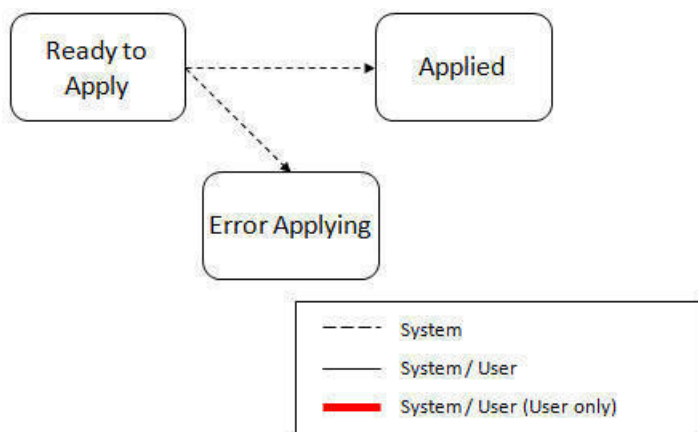 Ready to
Apply
Applied
Error Applying
System
System / User
System / User (User only)